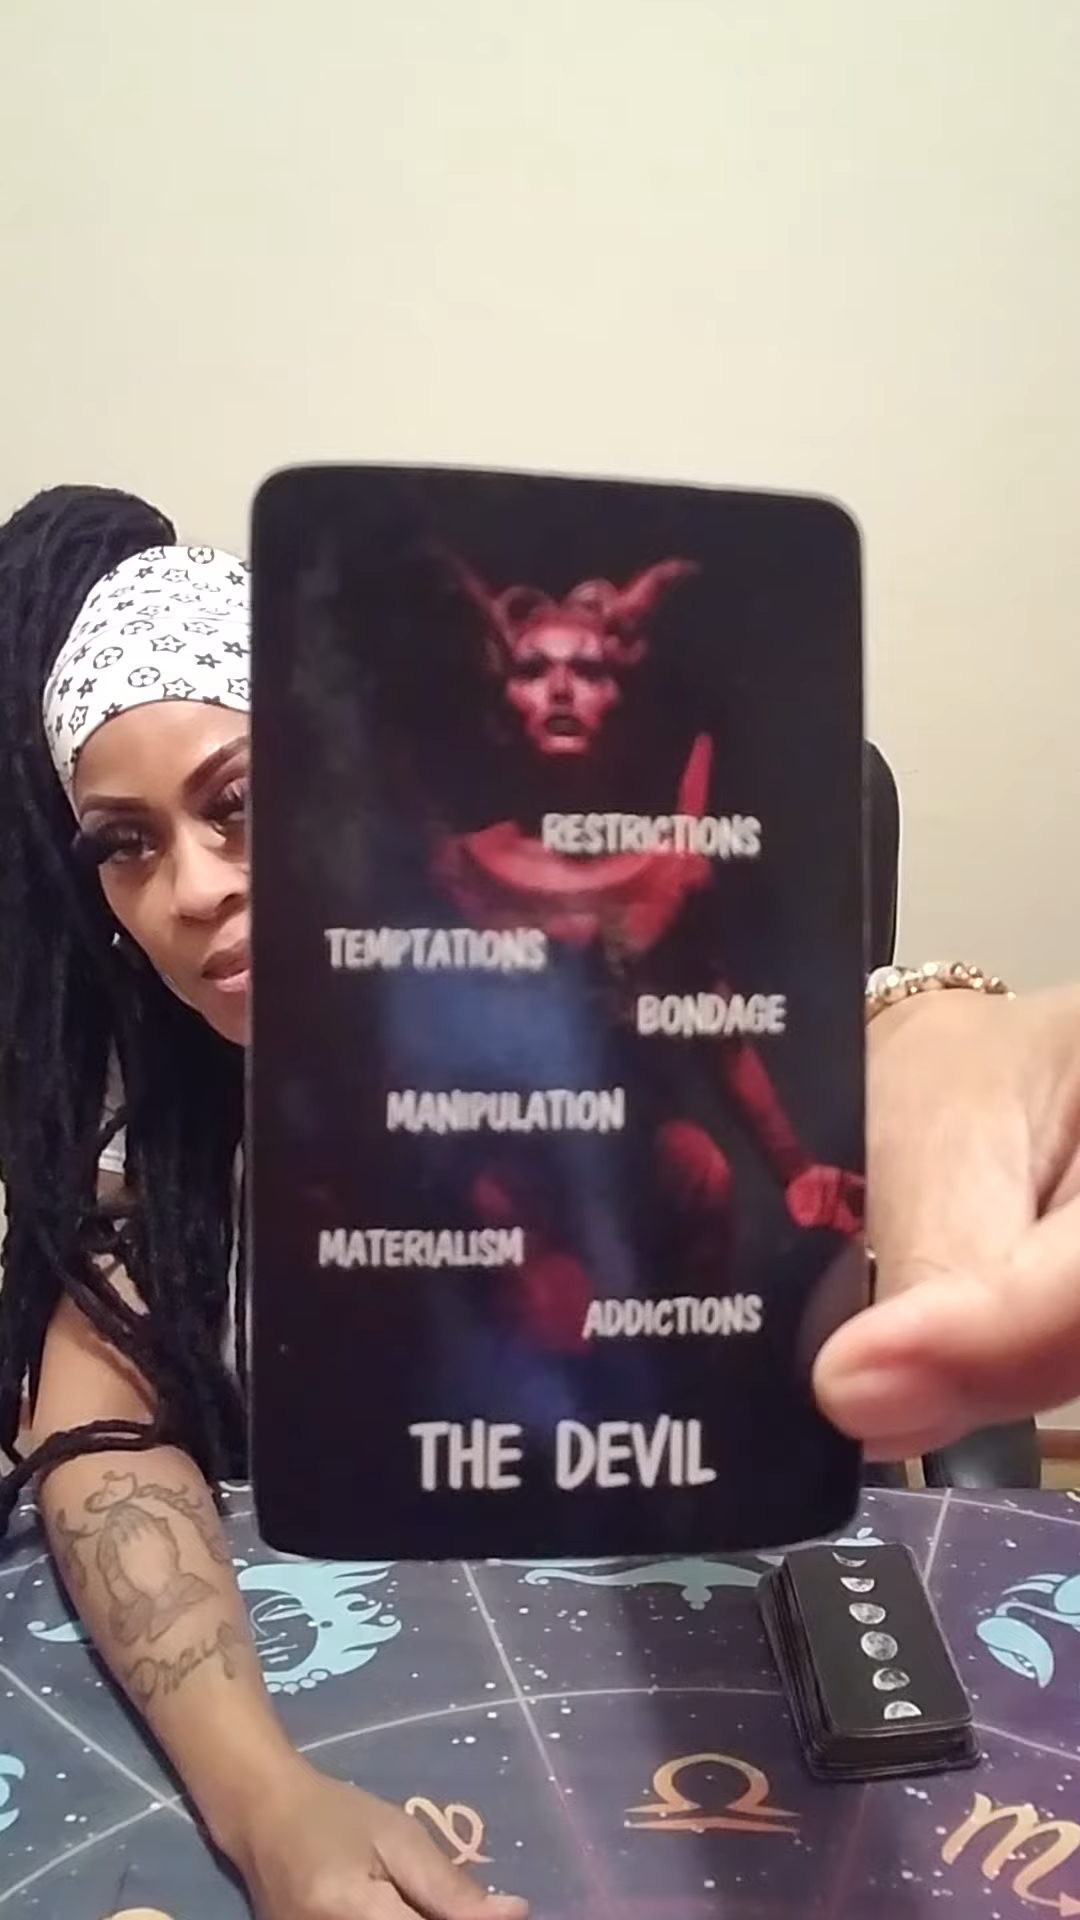 RESTRICTIONS
TEMPTATIONS
BONDAGE
MANIPULATION
MATERIALISM
ADDICTIONS
THE DEVIL